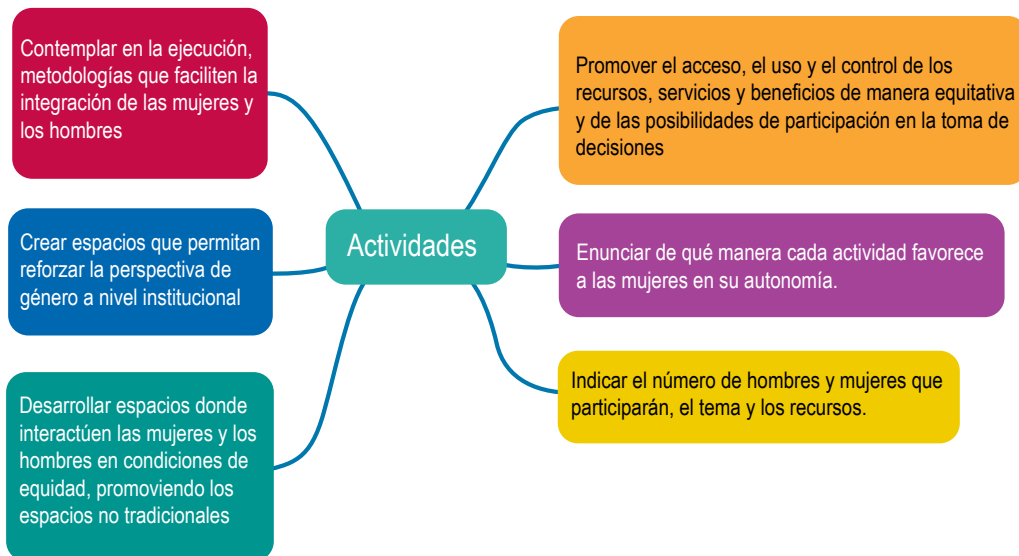 Contemplar en la ejecución,
metodologías que faciliten la
integración de las mujeres y
los hombres
Crear espacios que permitan
reforzar la perspectiva de
género a nivel institucional
Desarrollar espacios donde
interactúen las mujeres y los
hombres en condiciones de
equidad, promoviendo los
espacios no tradicionales
Actividades
Promover el acceso, el uso y el control de los
recursos, servicios y beneficios de manera equitativa
y de las posibilidades de participación en la toma de
decisiones
Enunciar de qué manera cada actividad favorece
a las mujeres en su autonomía.
Indicar el número de hombres y mujeres que
participarán, el tema y los recursos.